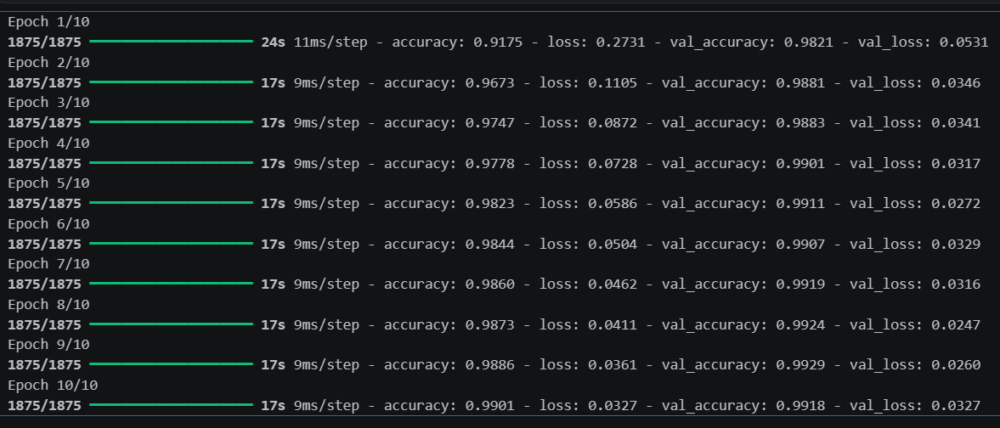 Epoch 1/10
1875/1875 ━━━━━━━━━━━━━━━━━━━━ 24s 11ms/step - accuracy: 0.9175 - loss: 0.2731 - val_accuracy: 0.9821 - val_loss: 0.0531
Epoch 2/10
1875/1875 ━━━━━━━━━━━━━━━━━━━━ 17s 9ms/step - accuracy: 0.9673 - loss: 0.1105 - val_accuracy: 0.9881 - val_loss: 0.0346
Epoch 3/10
1875/1875 ━━━━━━━━━━━━━━━━━━━━ 17s 9ms/step - accuracy: 0.9747 - loss: 0.0872 - val_accuracy: 0.9883 - val_loss: 0.0341
Epoch 4/10
1875/1875 ━━━━━━━━━━━━━━━━━━━━ 17s 9ms/step - accuracy: 0.9778 - loss: 0.0728 - val_accuracy: 0.9901 - val_loss: 0.0317
Epoch 5/10
1875/1875 ━━━━━━━━━━━━━━━━━━━━ 17s 9ms/step - accuracy: 0.9823 - loss: 0.0586 - val_accuracy: 0.9911 - val_loss: 0.0272
Epoch 6/10
1875/1875 ━━━━━━━━━━━━━━━━━━━━ 17s 9ms/step - accuracy: 0.9844 - loss: 0.0504 - val_accuracy: 0.9907 - val_loss: 0.0329
Epoch 7/10
1875/1875 ━━━━━━━━━━━━━━━━━━━━ 17s 9ms/step - accuracy: 0.9860 - loss: 0.0462 - val_accuracy: 0.9919 - val_loss: 0.0316
Epoch 8/10
1875/1875 ━━━━━━━━━━━━━━━━━━━━ 17s 9ms/step - accuracy: 0.9873 - loss: 0.0411 - val_accuracy: 0.9924 - val_loss: 0.0247
Epoch 9/10
1875/1875 ━━━━━━━━━━━━━━━━━━━━ 17s 9ms/step - accuracy: 0.9886 - loss: 0.0361 - val_accuracy: 0.9929 - val_loss: 0.0260
Epoch 10/10
1875/1875 ━━━━━━━━━━━━━━━━━━━━ 17s 9ms/step - accuracy: 0.9901 - loss: 0.0327 - val_accuracy: 0.9918 - val_loss: 0.0327